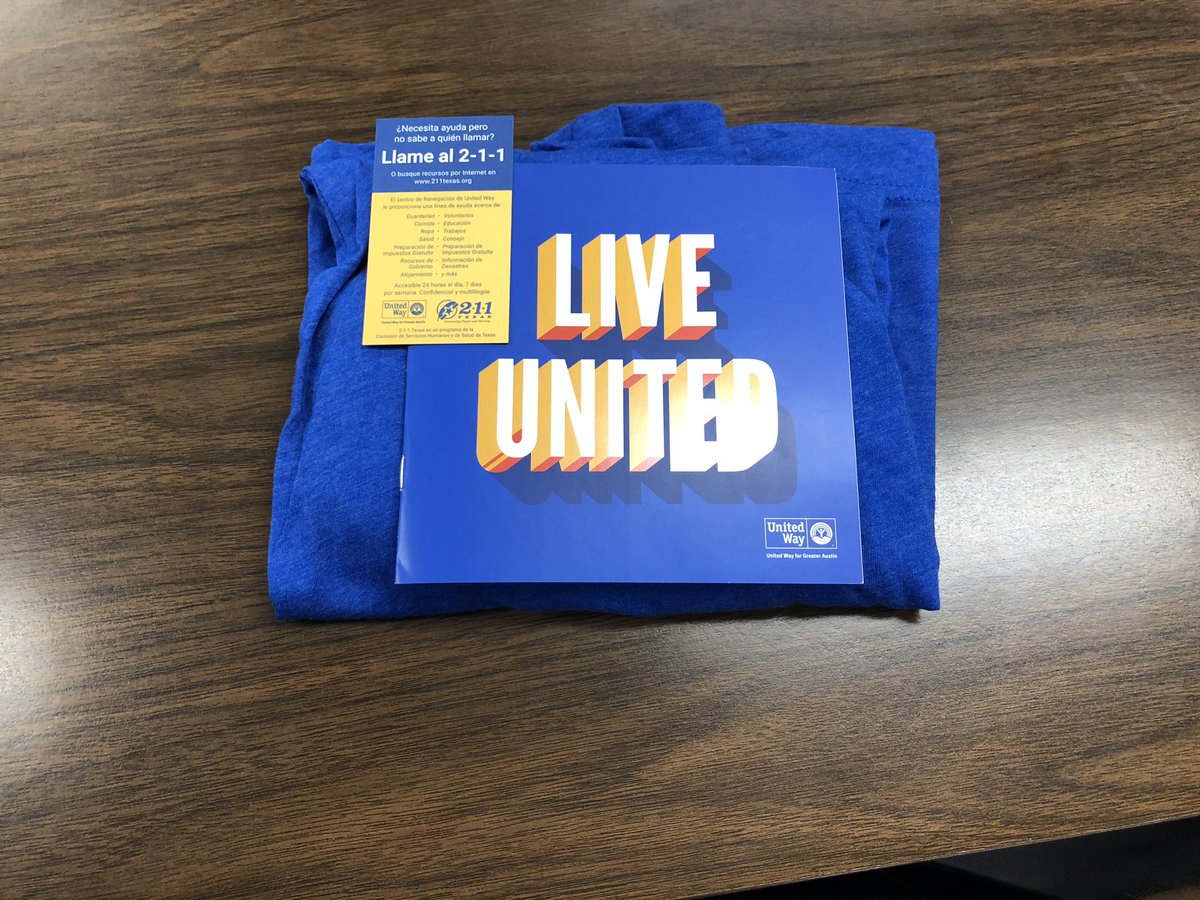 ¿Necesita ayuda pero
no sabe a quién llamar?
Llame al 2-1-1
O busque recursos por Internet en
www.211texas.org
El centro de Navegación de United Way
le proporciona una línea de ayuda acerca de:
Guarderías • Voluntarios
Comida • Educación
Ropa • Trabajos
Salud • Consejo
Preparación de • Preparación de
Impuestos Gratuita Impuestos Gratuita
Recursos de • Información de
Gobierno Desastres
Alojamiento • y más
Accesible 24 horas al día, 7 días
por semana. Confidencial y multilingüe.
United
Way
United Way for Greater Austin
2-1-1
TEXAS
2-1-1 Texas es un programa de la
Comisión de Servicios Humanos y de Salud de Texas
LIVE
UNITED
United
Way
United Way for Greater Austin